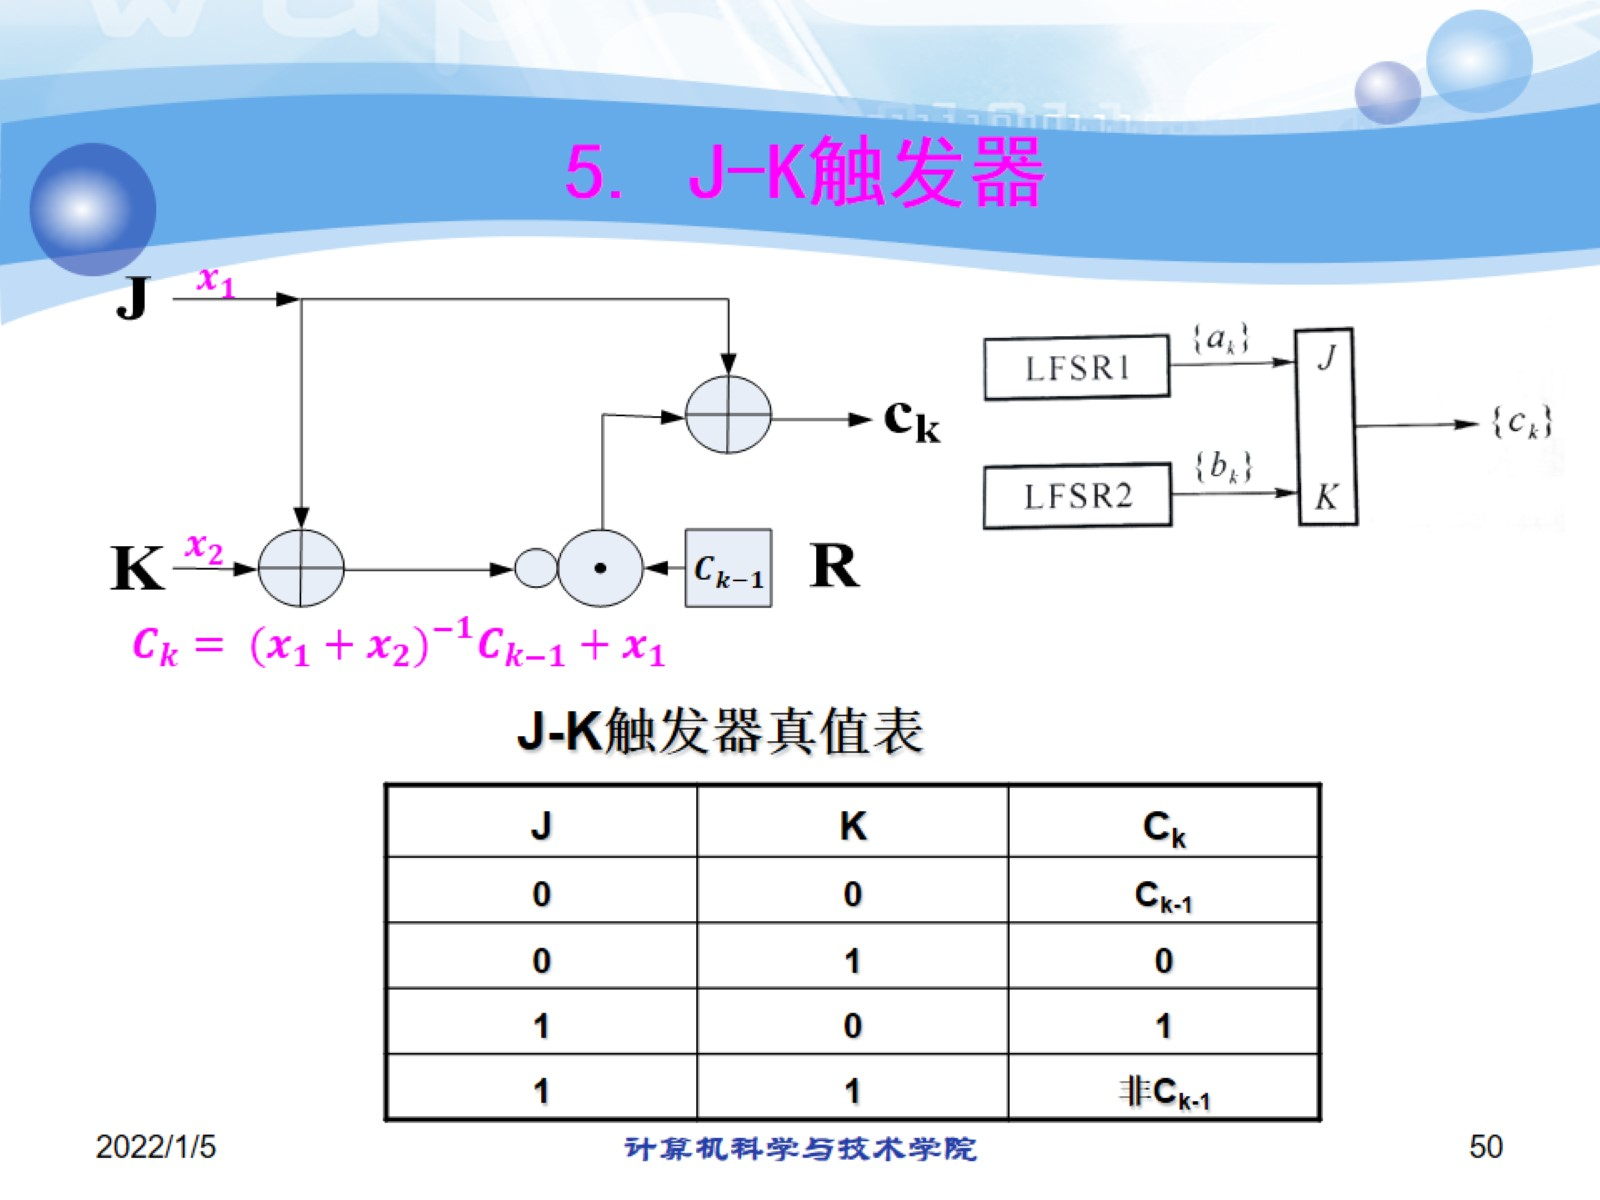 5. J-K触发器
J
x₁
K
x₂
cₖ
Cₖ₋₁
R
LFSR1
{aₖ}
J
LFSR2
{bₖ}
K
{cₖ}
Cₖ = (x₁ + x₂)⁻¹Cₖ₋₁ + x₁
J-K触发器真值表
J K Cₖ
0 0 Cₖ₋₁
0 1 0
1 0 1
1 1 非Cₖ₋₁
2022/1/5
计算机科学与技术学院
50